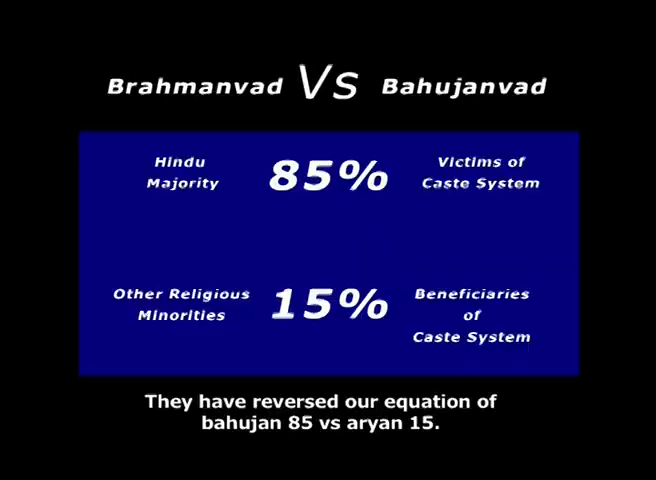 Brahmanvad Vs Bahujanvad
Hindu
Majority
85%
Victims of
Caste System
Other Religious
Minorities
15%
Beneficiaries
of
Caste System
They have reversed our equation of
bahujan 85 vs aryan 15.